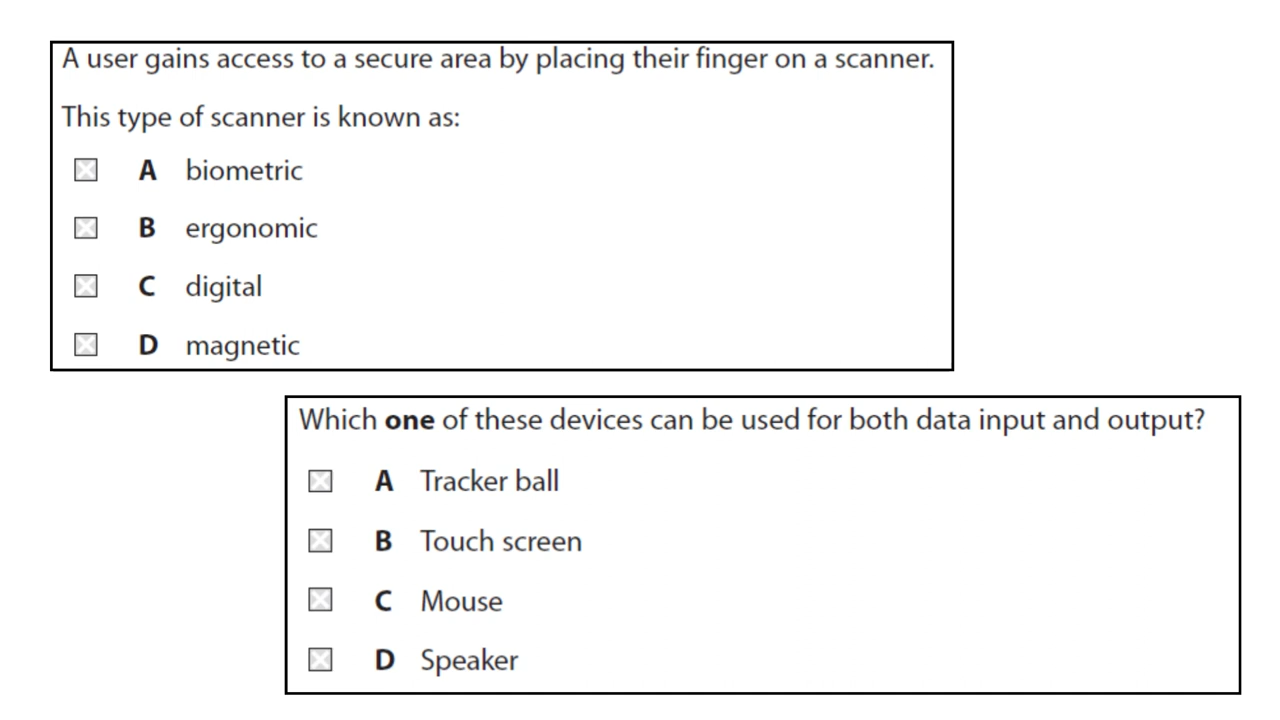 A user gains access to a secure area by placing their finger on a scanner.
This type of scanner is known as:
A biometric
B ergonomic
C digital
D magnetic
Which one of these devices can be used for both data input and output?
A Tracker ball
B Touch screen
C Mouse
D Speaker